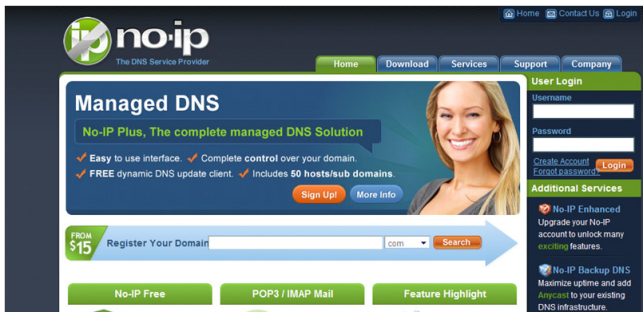 Home Contact Us Login
no-ip
The DNS Service Provider
Home Download Services Support Company
Managed DNS
No-IP Plus, The complete managed DNS Solution
Easy to use interface. Complete control over your domain.
FREE dynamic DNS update client. Includes 50 hosts/sub domains.
Sign Up! More Info
User Login
Username
Password
Create Account
Forgot password?
Login
Additional Services
No-IP Enhanced
Upgrade your No-IP
account to unlock many
exciting features.
No-IP Backup DNS
Maximize uptime and add
Anycast to your existing
DNS infrastructure.
FROM
$15
Register Your Domain com Search
No-IP Free POP3 / IMAP Mail Feature Highlight